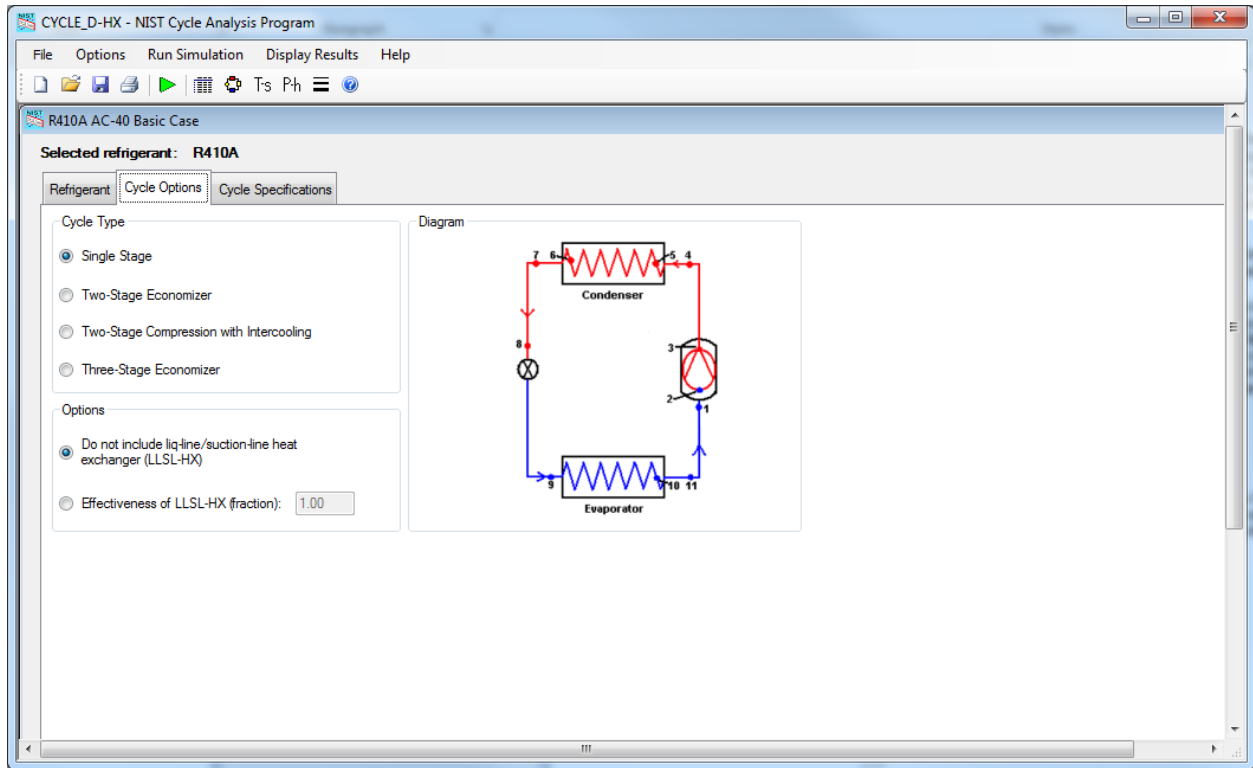 CYCLE_D-HX - NIST Cycle Analysis Program
File Options Run Simulation Display Results Help
T-s P-h
NIST
R410A AC-40 Basic Case
Selected refrigerant: R410A
Refrigerant Cycle Options Cycle Specifications
Cycle Type
Single Stage
Two-Stage Economizer
Two-Stage Compression with Intercooling
Three-Stage Economizer
Options
Do not include liq-line/suction-line heat
exchanger (LLSL-HX)
Effectiveness of LLSL-HX (fraction): 1.00
Diagram
7 6 5 4
Condenser
8
3
2
1
9 10 11
Evaporator